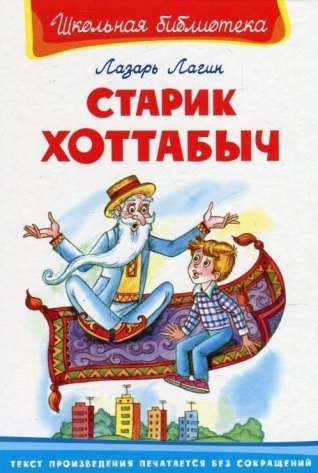 Школьная библиотека
Лазарь Лагин
СТАРИК
ХОТТАБЫЧ
ТЕКСТ ПРОИЗВЕДЕНИЯ ПЕЧАТАЕТСЯ БЕЗ СОКРАЩЕНИЙ